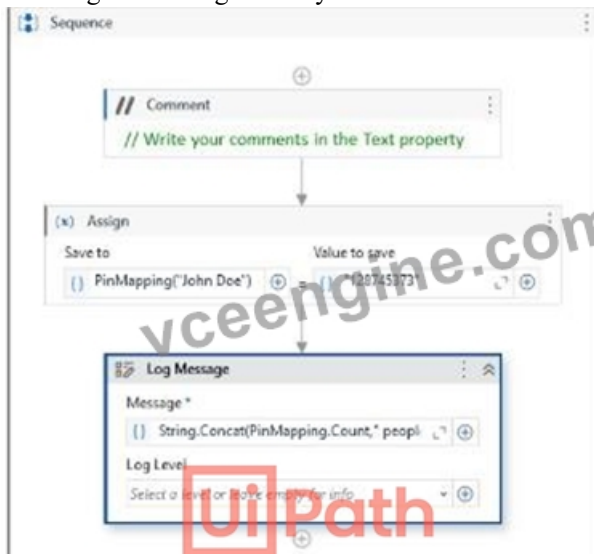 Sequence
// Comment
// Write your comments in the Text property
(x) Assign
Save to Value to save
{} PinMapping("John Doe") = {} "128745373"
vceengine.com
Log Message
Message *
{} String.Concat(PinMapping.Count," peopl
Log Level
Select a level or leave empty for info
UiPath